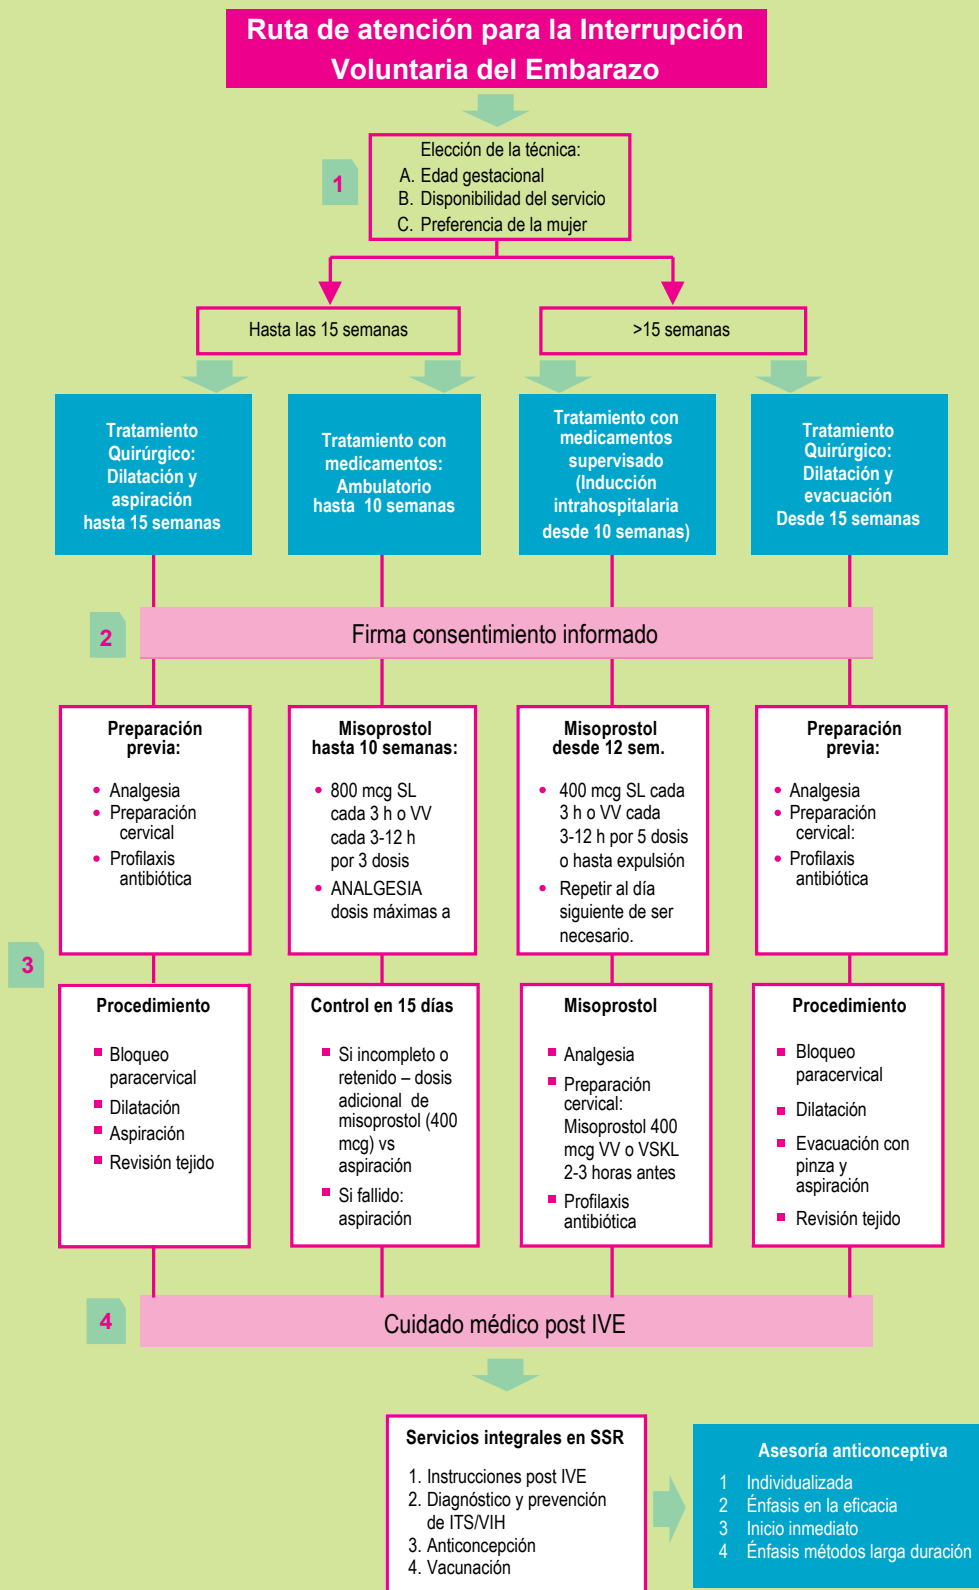 Ruta de atención para la Interrupción
Voluntaria del Embarazo
1
Elección de la técnica:
A. Edad gestacional
B. Disponibilidad del servicio
C. Preferencia de la mujer
Hasta las 15 semanas
>15 semanas
Tratamiento
Quirúrgico:
Dilatación y
aspiración
hasta 15 semanas
Tratamiento con
medicamentos:
Ambulatorio
hasta 10 semanas
Tratamiento con
medicamentos
supervisado
(Inducción
intrahospitalaria
desde 10 semanas)
Tratamiento
Quirúrgico:
Dilatación y
evacuación
Desde 15 semanas
2
Firma consentimiento informado
Preparación
previa:
• Analgesia
• Preparación
cervical
• Profilaxis
antibiótica
Misoprostol
hasta 10 semanas:
• 800 mcg SL
cada 3 h o VV
cada 3-12 h
por 3 dosis
• ANALGESIA
dosis máximas a
Misoprostol
desde 12 sem.
• 400 mcg SL cada
3 h o VV cada
3-12 h por 5 dosis
o hasta expulsión
• Repetir al día
siguiente de ser
necesario.
Preparación
previa:
• Analgesia
• Preparación
cervical:
• Profilaxis
antibiótica
3
Procedimiento
■ Bloqueo
paracervical
■ Dilatación
■ Aspiración
■ Revisión tejido
Control en 15 días
■ Si incompleto o
retenido – dosis
adicional de
misoprostol (400
mcg) vs
aspiración
■ Si fallido:
aspiración
Misoprostol
■ Analgesia
■ Preparación
cervical:
Misoprostol 400
mcg VV o VSKL
2-3 horas antes
■ Profilaxis
antibiótica
Procedimiento
■ Bloqueo
paracervical
■ Dilatación
■ Evacuación con
pinza y
aspiración
■ Revisión tejido
4
Cuidado médico post IVE
Servicios integrales en SSR
1. Instrucciones post IVE
2. Diagnóstico y prevención
de ITS/VIH
3. Anticoncepción
4. Vacunación
Asesoría anticonceptiva
1 Individualizada
2 Énfasis en la eficacia
3 Inicio inmediato
4 Énfasis métodos larga duración